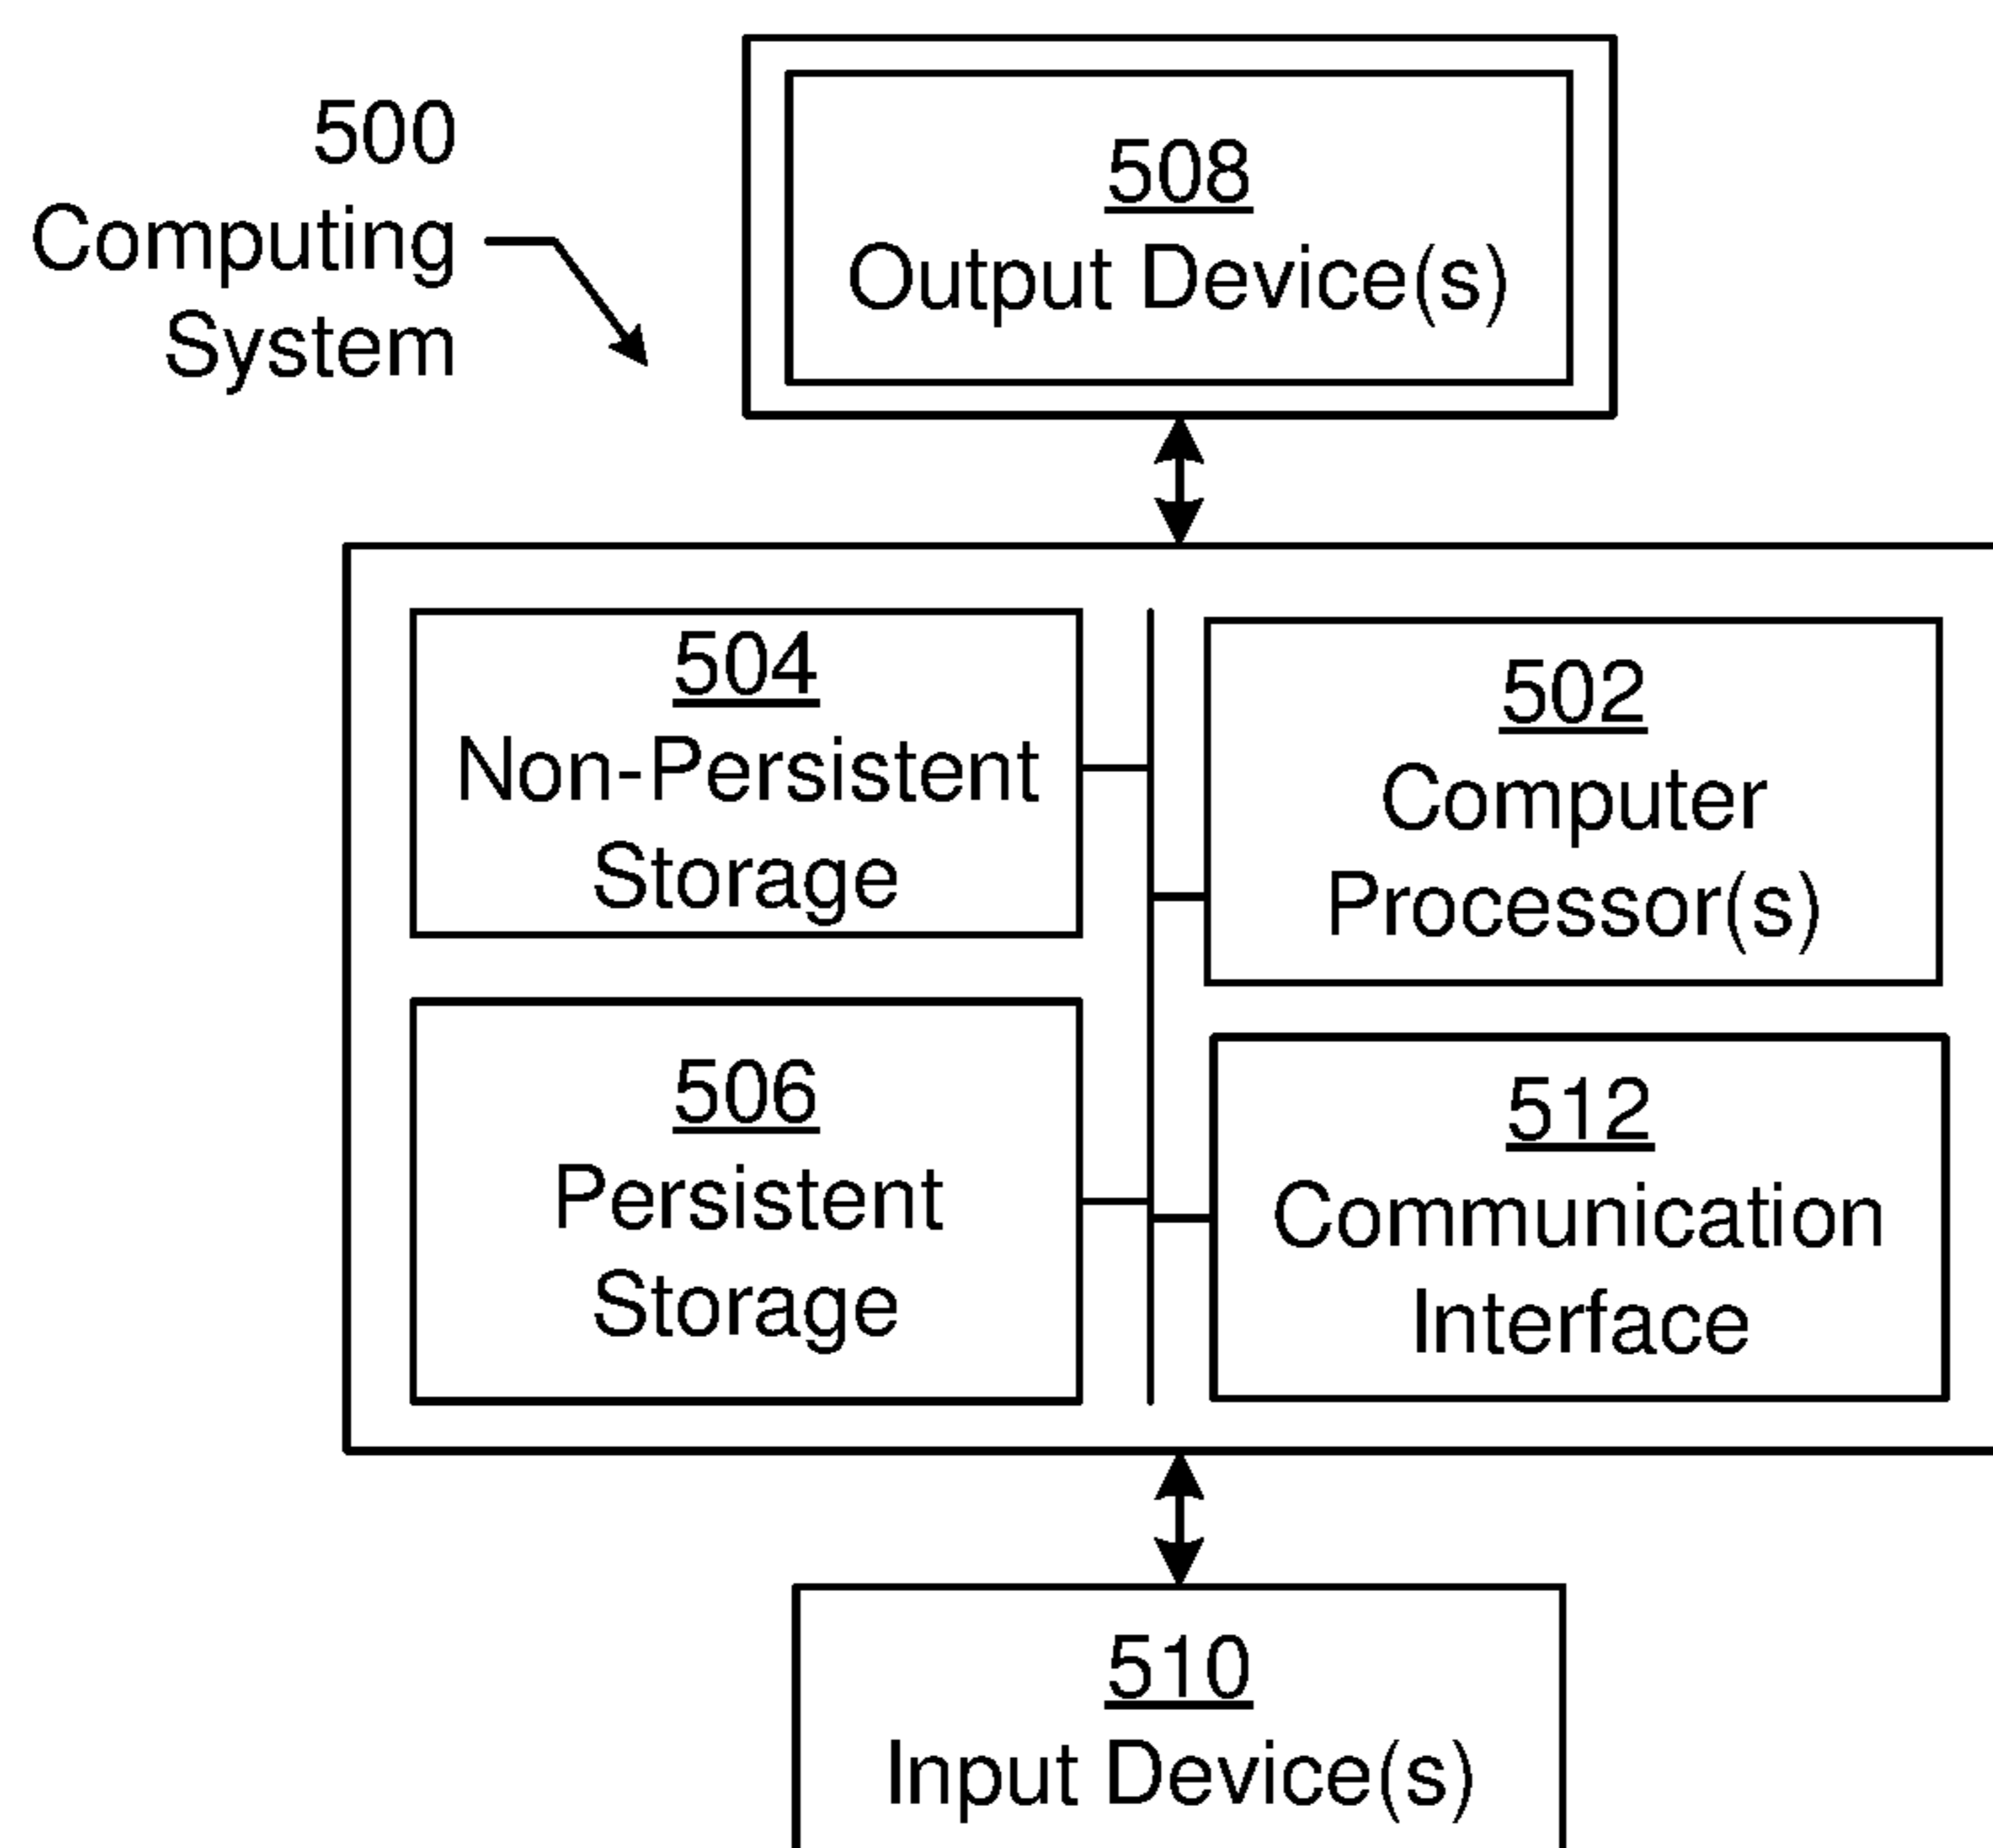 500
Computing
System
508
Output Device(s)
504
Non-Persistent
Storage
502
Computer
Processor(s)
506
Persistent
Storage
512
Communication
Interface
510
Input Device(s)